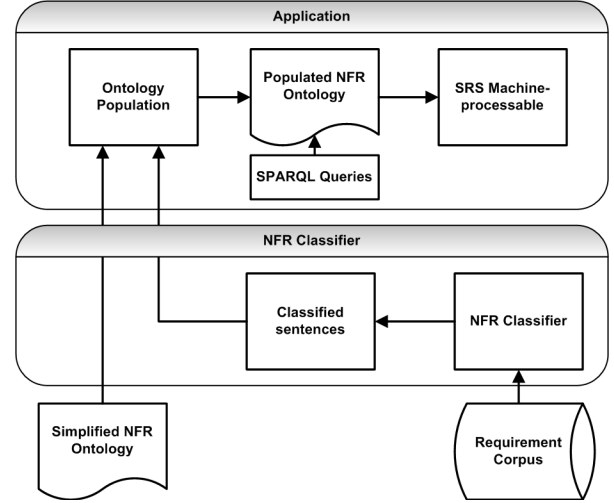 Application
Ontology
Population
Populated NFR
Ontology
SRS Machine-
processable
SPARQL Queries
NFR Classifier
Classified
sentences
NFR Classifier
Simplified NFR
Ontology
Requirement
Corpus